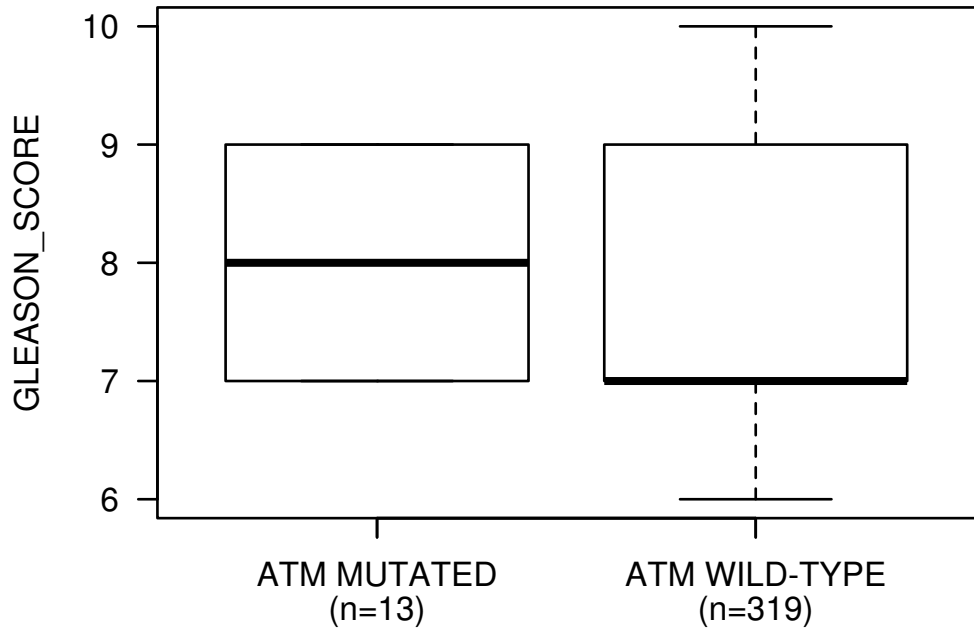 GLEASON_SCORE
10
9
8
7
6
ATM MUTATED
(n=13)
ATM WILD-TYPE
(n=319)